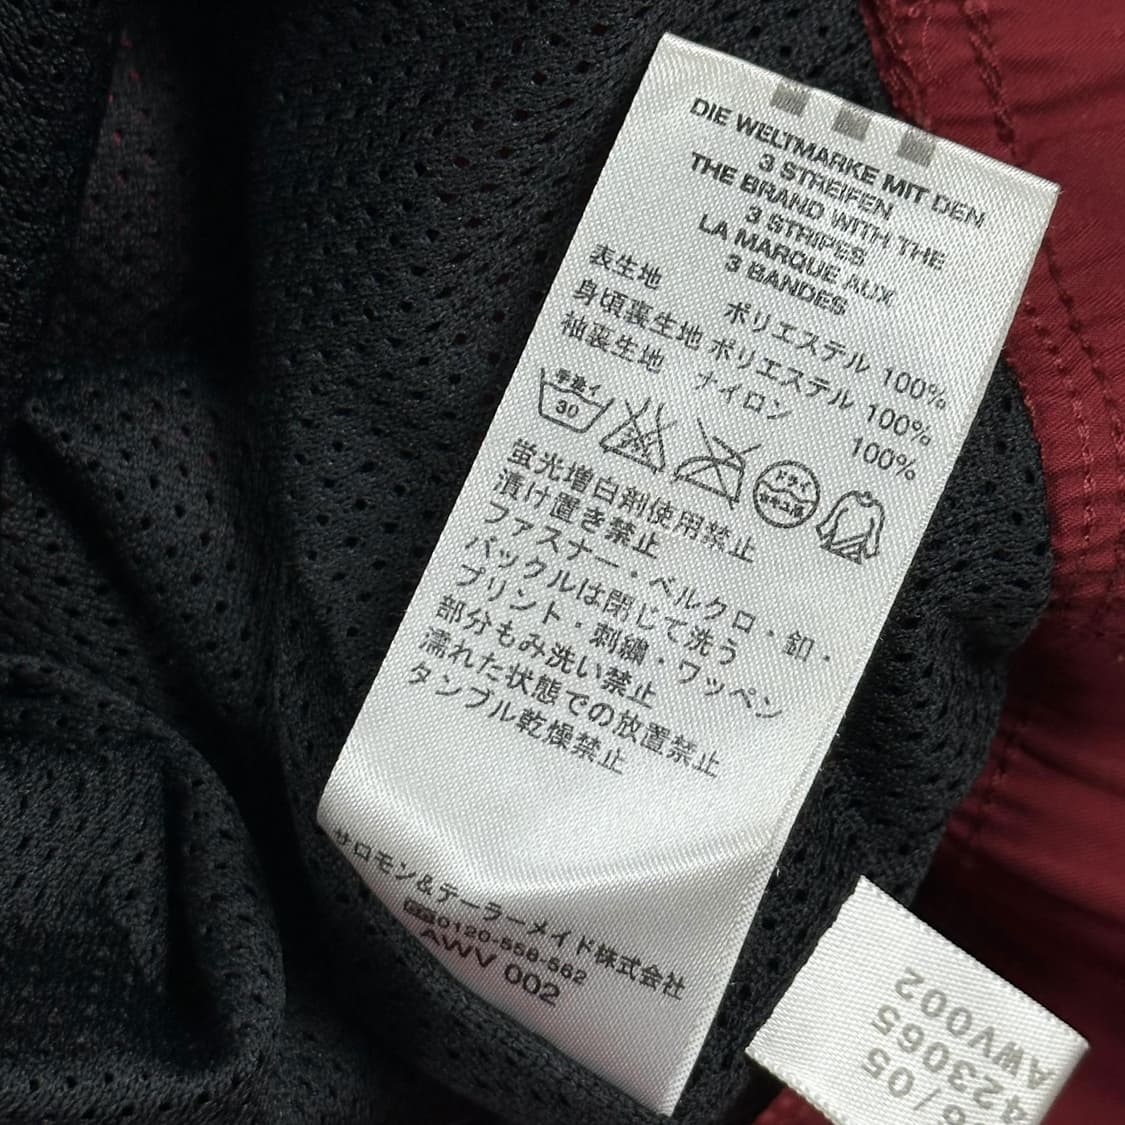 DIE WELTMARKE MIT DEN
3 STREIFEN
THE BRAND WITH THE
3 STRIPES
LA MARQUE AUX
3 BANDES
表生地 ポリエステル 100%
身頃裏生地 ポリエステル 100%
袖裏生地 ナイロン 100%
手洗イ
30
ドライ
蛍光増白剤使用禁止
漬け置き禁止
ファスナー・ベルクロ・釦・
バックルは閉じて洗う
プリント・刺繍・ワッペン
部分もみ洗い禁止
濡れた状態での放置禁止
タンブル乾燥禁止
サロモン&テーラーメイド株式会社
0120-558-562
AWV 002
/05
423065
AWV002